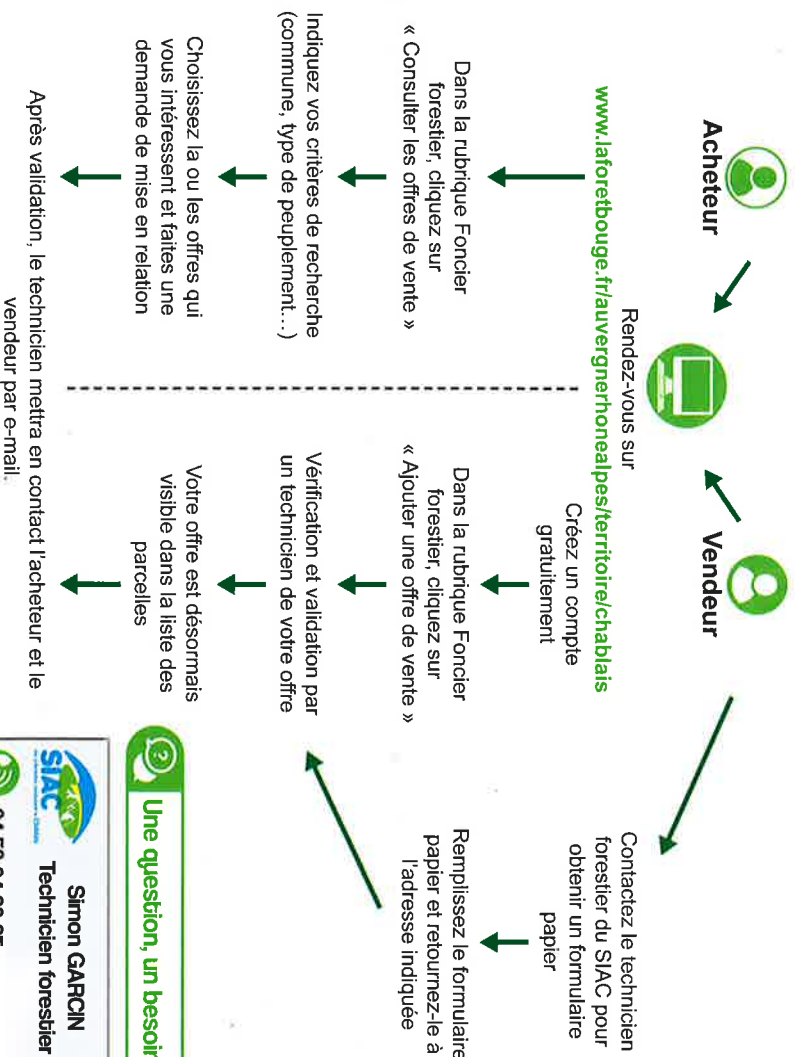 Acheteur
Vendeur
Rendez-vous sur
www.laforetbouge.fr/auvergnerhonealpes/territoire/chablais
Dans la rubrique Foncier
forestier, cliquez sur
« Consulter les offres de vente »
Indiquez vos critères de recherche
(commune, type de peuplement…)
Choisissez la ou les offres qui
vous intéressent et faites une
demande de mise en relation
Créez un compte
gratuitement
Dans la rubrique Foncier
forestier, cliquez sur
« Ajouter une offre de vente »
Vérification et validation par
un technicien de votre offre
Votre offre est désormais
visible dans la liste des
parcelles
Après validation, le technicien mettra en contact l'acheteur et le
vendeur par e-mail.
Contactez le technicien
forestier du SIAC pour
obtenir un formulaire
papier
Remplissez le formulaire
papier et retournez-le à
l'adresse indiquée
Une question, un besoin
SIAC
Simon GARCIN
Technicien forestier